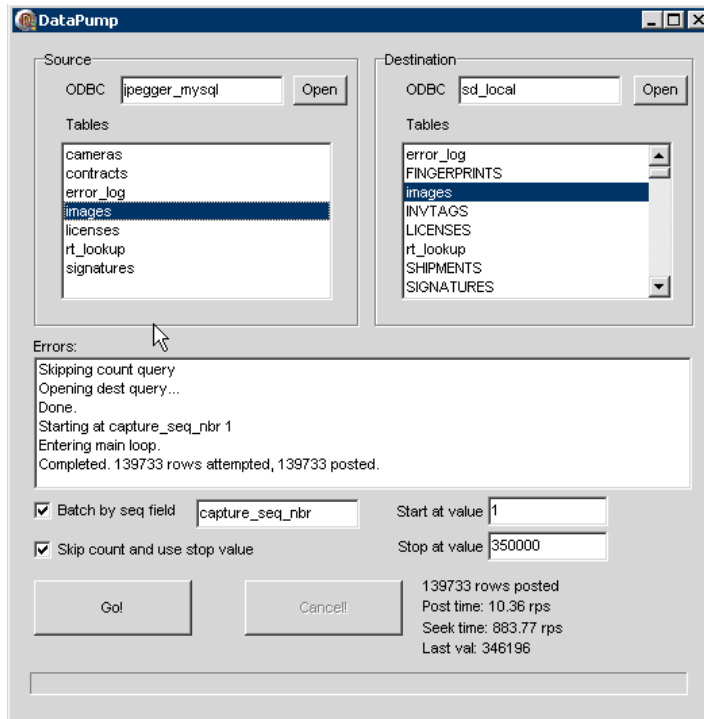 DataPump
Source
ODBC ipegger_mysql Open
Tables
cameras
contracts
error_log
images
licenses
rt_lookup
signatures
Destination
ODBC sd_local Open
Tables
error_log
FINGERPRINTS
images
INVTAGS
LICENSES
rt_lookup
SHIPMENTS
SIGNATURES
Errors:
Skipping count query
Opening dest query...
Done.
Starting at capture_seq_nbr 1
Entering main loop.
Completed. 139733 rows attempted, 139733 posted.
Batch by seq field capture_seq_nbr Start at value 1
Skip count and use stop value Stop at value 350000
Go! Cancel!
139733 rows posted
Post time: 10.36 rps
Seek time: 883.77 rps
Last val: 346196